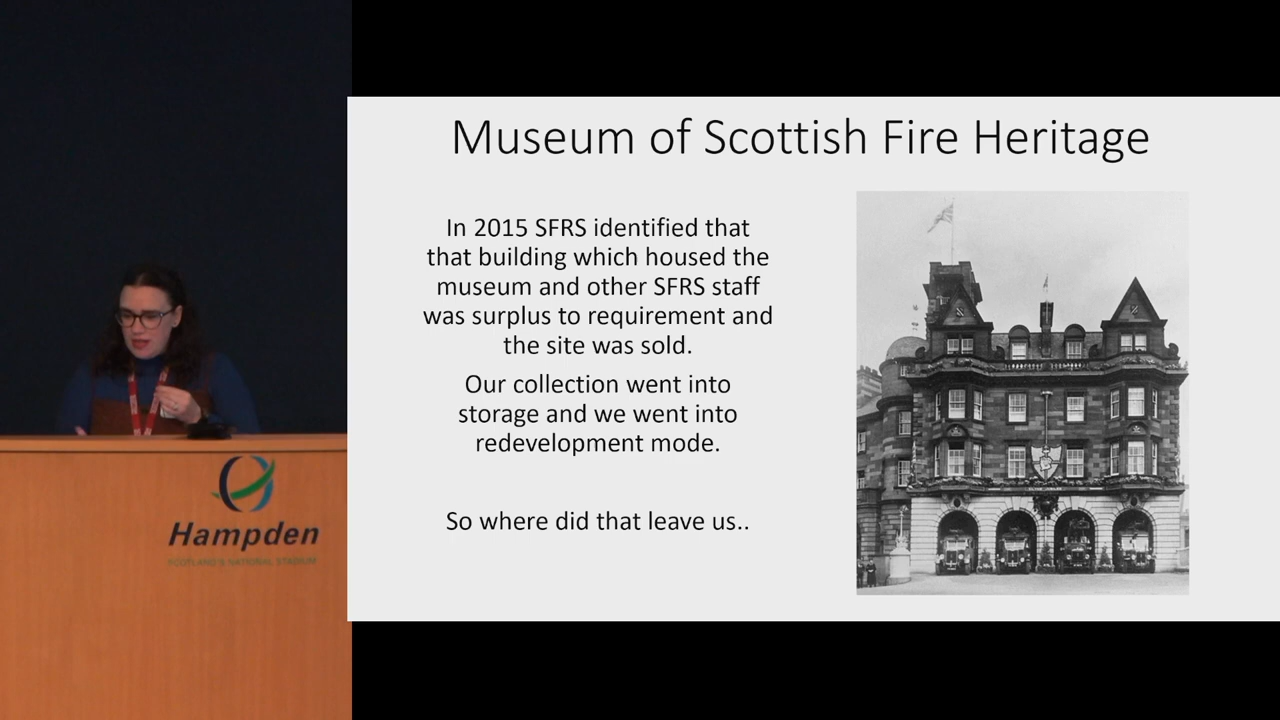 Museum of Scottish Fire Heritage
In 2015 SFRS identified that
that building which housed the
museum and other SFRS staff
was surplus to requirement and
the site was sold.
Our collection went into
storage and we went into
redevelopment mode.
So where did that leave us..
Hampden
SCOTLAND'S NATIONAL STADIUM